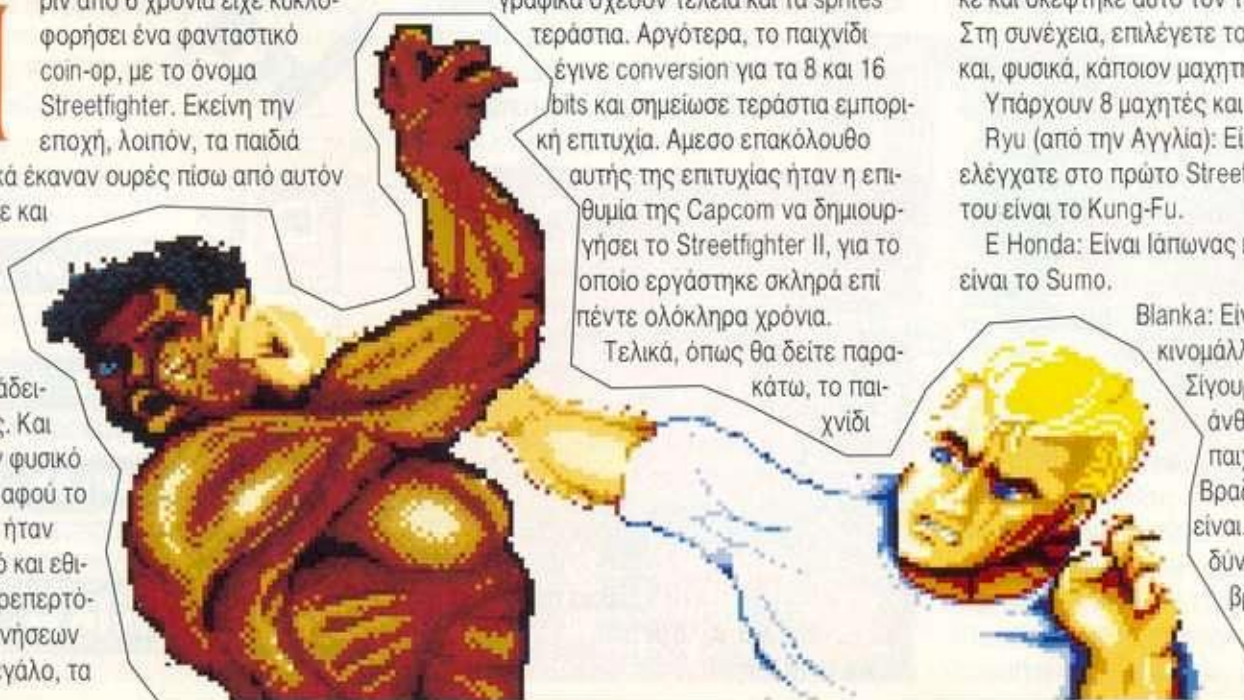 ριν από 6 χρόνια είχε κυκλο-
φορήσει ένα φανταστικό
coin-op, με το όνομα
Streetfighter. Εκείνη την
εποχή, λοιπόν, τα παιδιά
κά έκαναν ουρές πίσω από αυτόν
ε και
άδει-
ς. Και
ν φυσικό
αφού το
ήταν
ό και εθι-
ρεπερτό-
νήσεων
εγάλο, τα
γραφικά σχεδόν τέλεια και τα sprites
τεράστια. Αργότερα, το παιχνίδι
έγινε conversion για τα 8 και 16
bits και σημείωσε τεράστια εμπορι-
κή επιτυχία. Αμεσο επακόλουθο
αυτής της επιτυχίας ήταν η επι-
θυμία της Capcom να δημιουρ-
γήσει το Streetfighter II, για το
οποίο εργάστηκε σκληρά επί
πέντε ολόκληρα χρόνια.
Τελικά, όπως θα δείτε παρα-
κάτω, το παι-
χνίδι
κε και σκέφτηκε αυτό τον τ
Στη συνέχεια, επιλέγετε το
και, φυσικά, κάποιον μαχητή
Υπάρχουν 8 μαχητές και
Ryu (από την Αγγλία): Εί
ελέγχατε στο πρώτο Street
του είναι το Kung-Fu.
E Honda: Είναι Ιάπωνας
είναι το Sumo.
Blanka: Είν
κινομάλλ
Σίγου
άνθ
παιχ
Βρα
είναι.
δύν
β